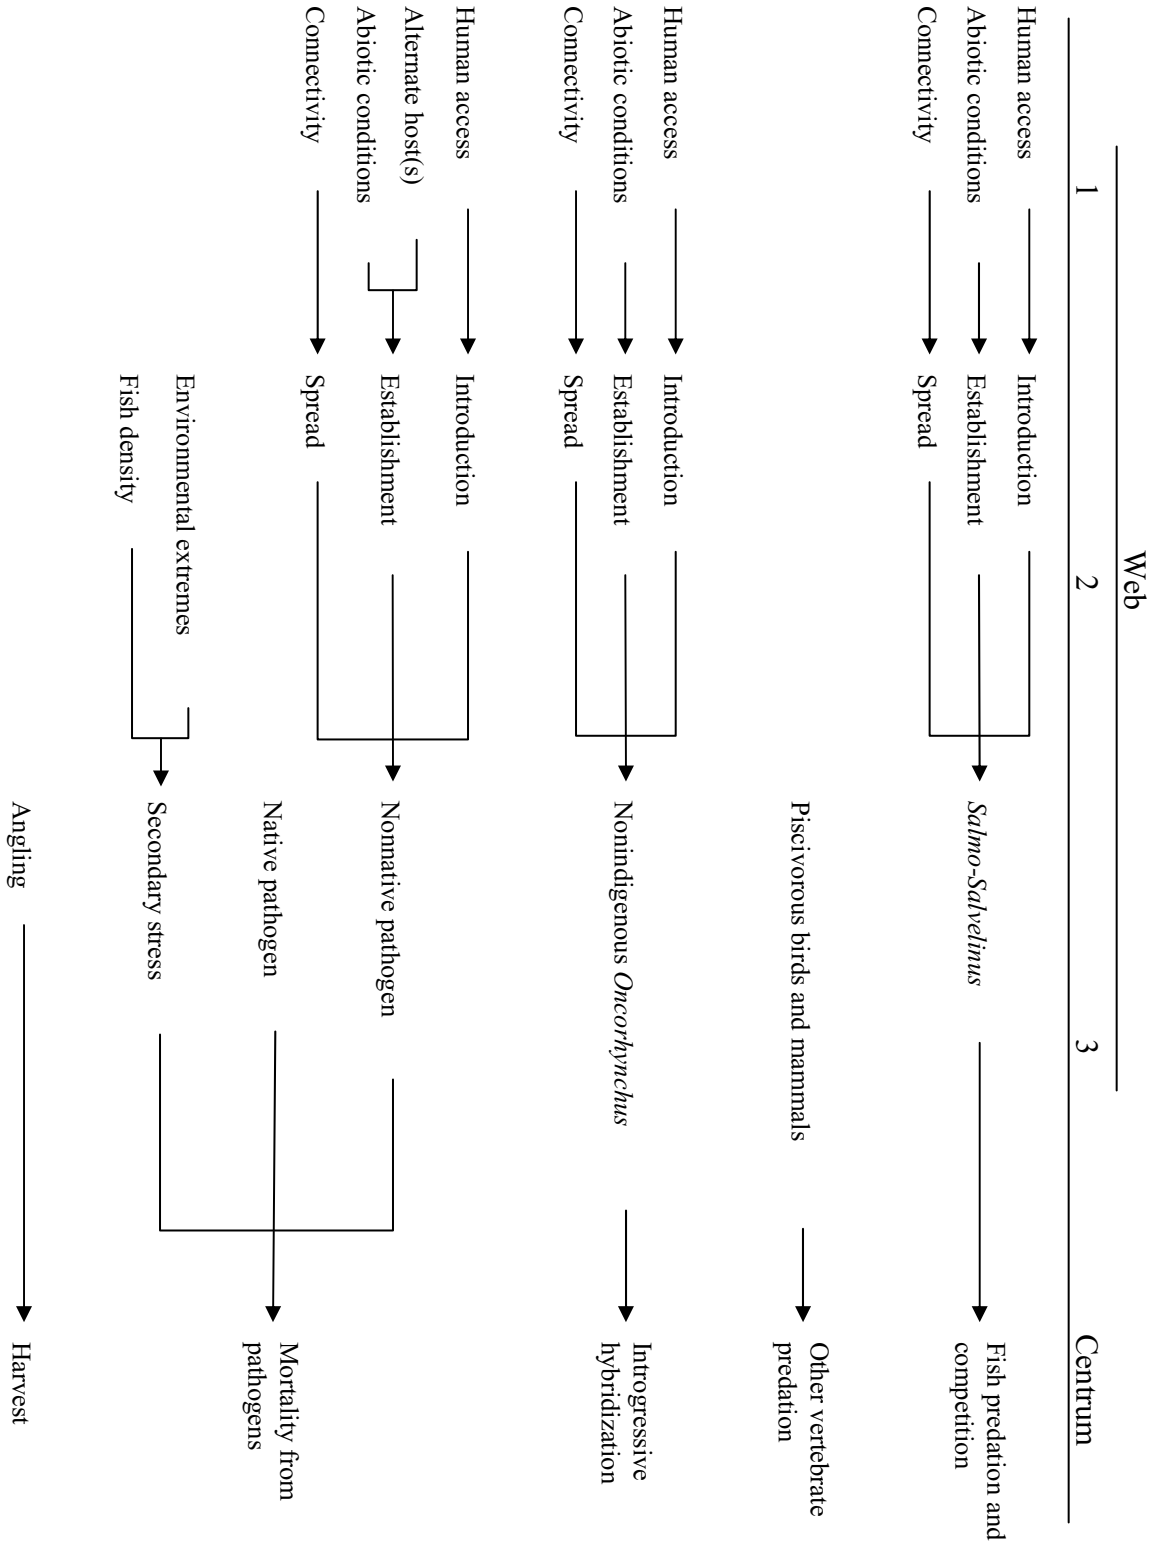 Web
1 2 3 Centrum
Human access Introduction
Abiotic conditions Establishment Salmo-Salvelinus Fish predation and
competition
Connectivity Spread
Piscivorous birds and mammals Other vertebrate
predation
Human access Introduction
Abiotic conditions Establishment Nonindigenous Oncorhynchus Introgressive
hybridization
Connectivity Spread
Human access Introduction
Alternate host(s)
Establishment Nonnative pathogen
Abiotic conditions
Connectivity Spread
Native pathogen Mortality from
pathogens
Environmental extremes
Secondary stress
Fish density
Angling Harvest